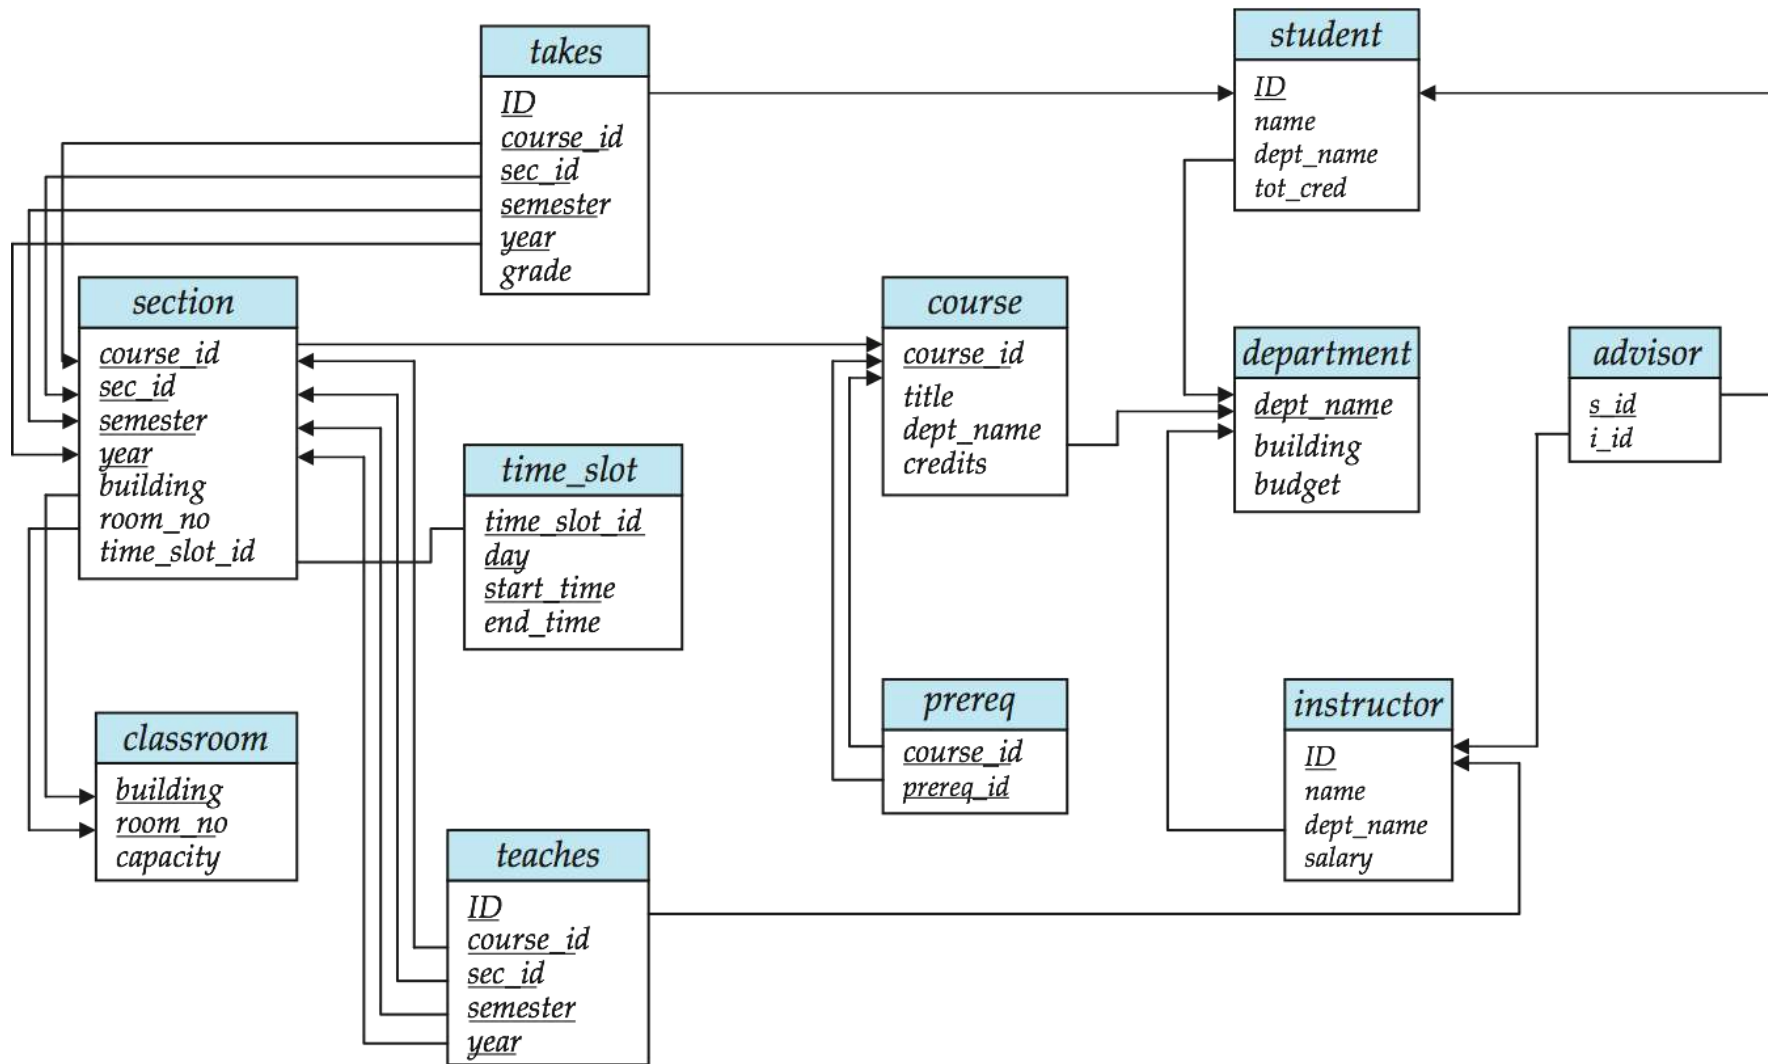 takes
ID
course_id
sec_id
semester
year
grade
student
ID
name
dept_name
tot_cred
section
course_id
sec_id
semester
year
building
room_no
time_slot_id
time_slot
time_slot_id
day
start_time
end_time
course
course_id
title
dept_name
credits
department
dept_name
building
budget
advisor
s_id
i_id
classroom
building
room_no
capacity
prereq
course_id
prereq_id
instructor
ID
name
dept_name
salary
teaches
ID
course_id
sec_id
semester
year